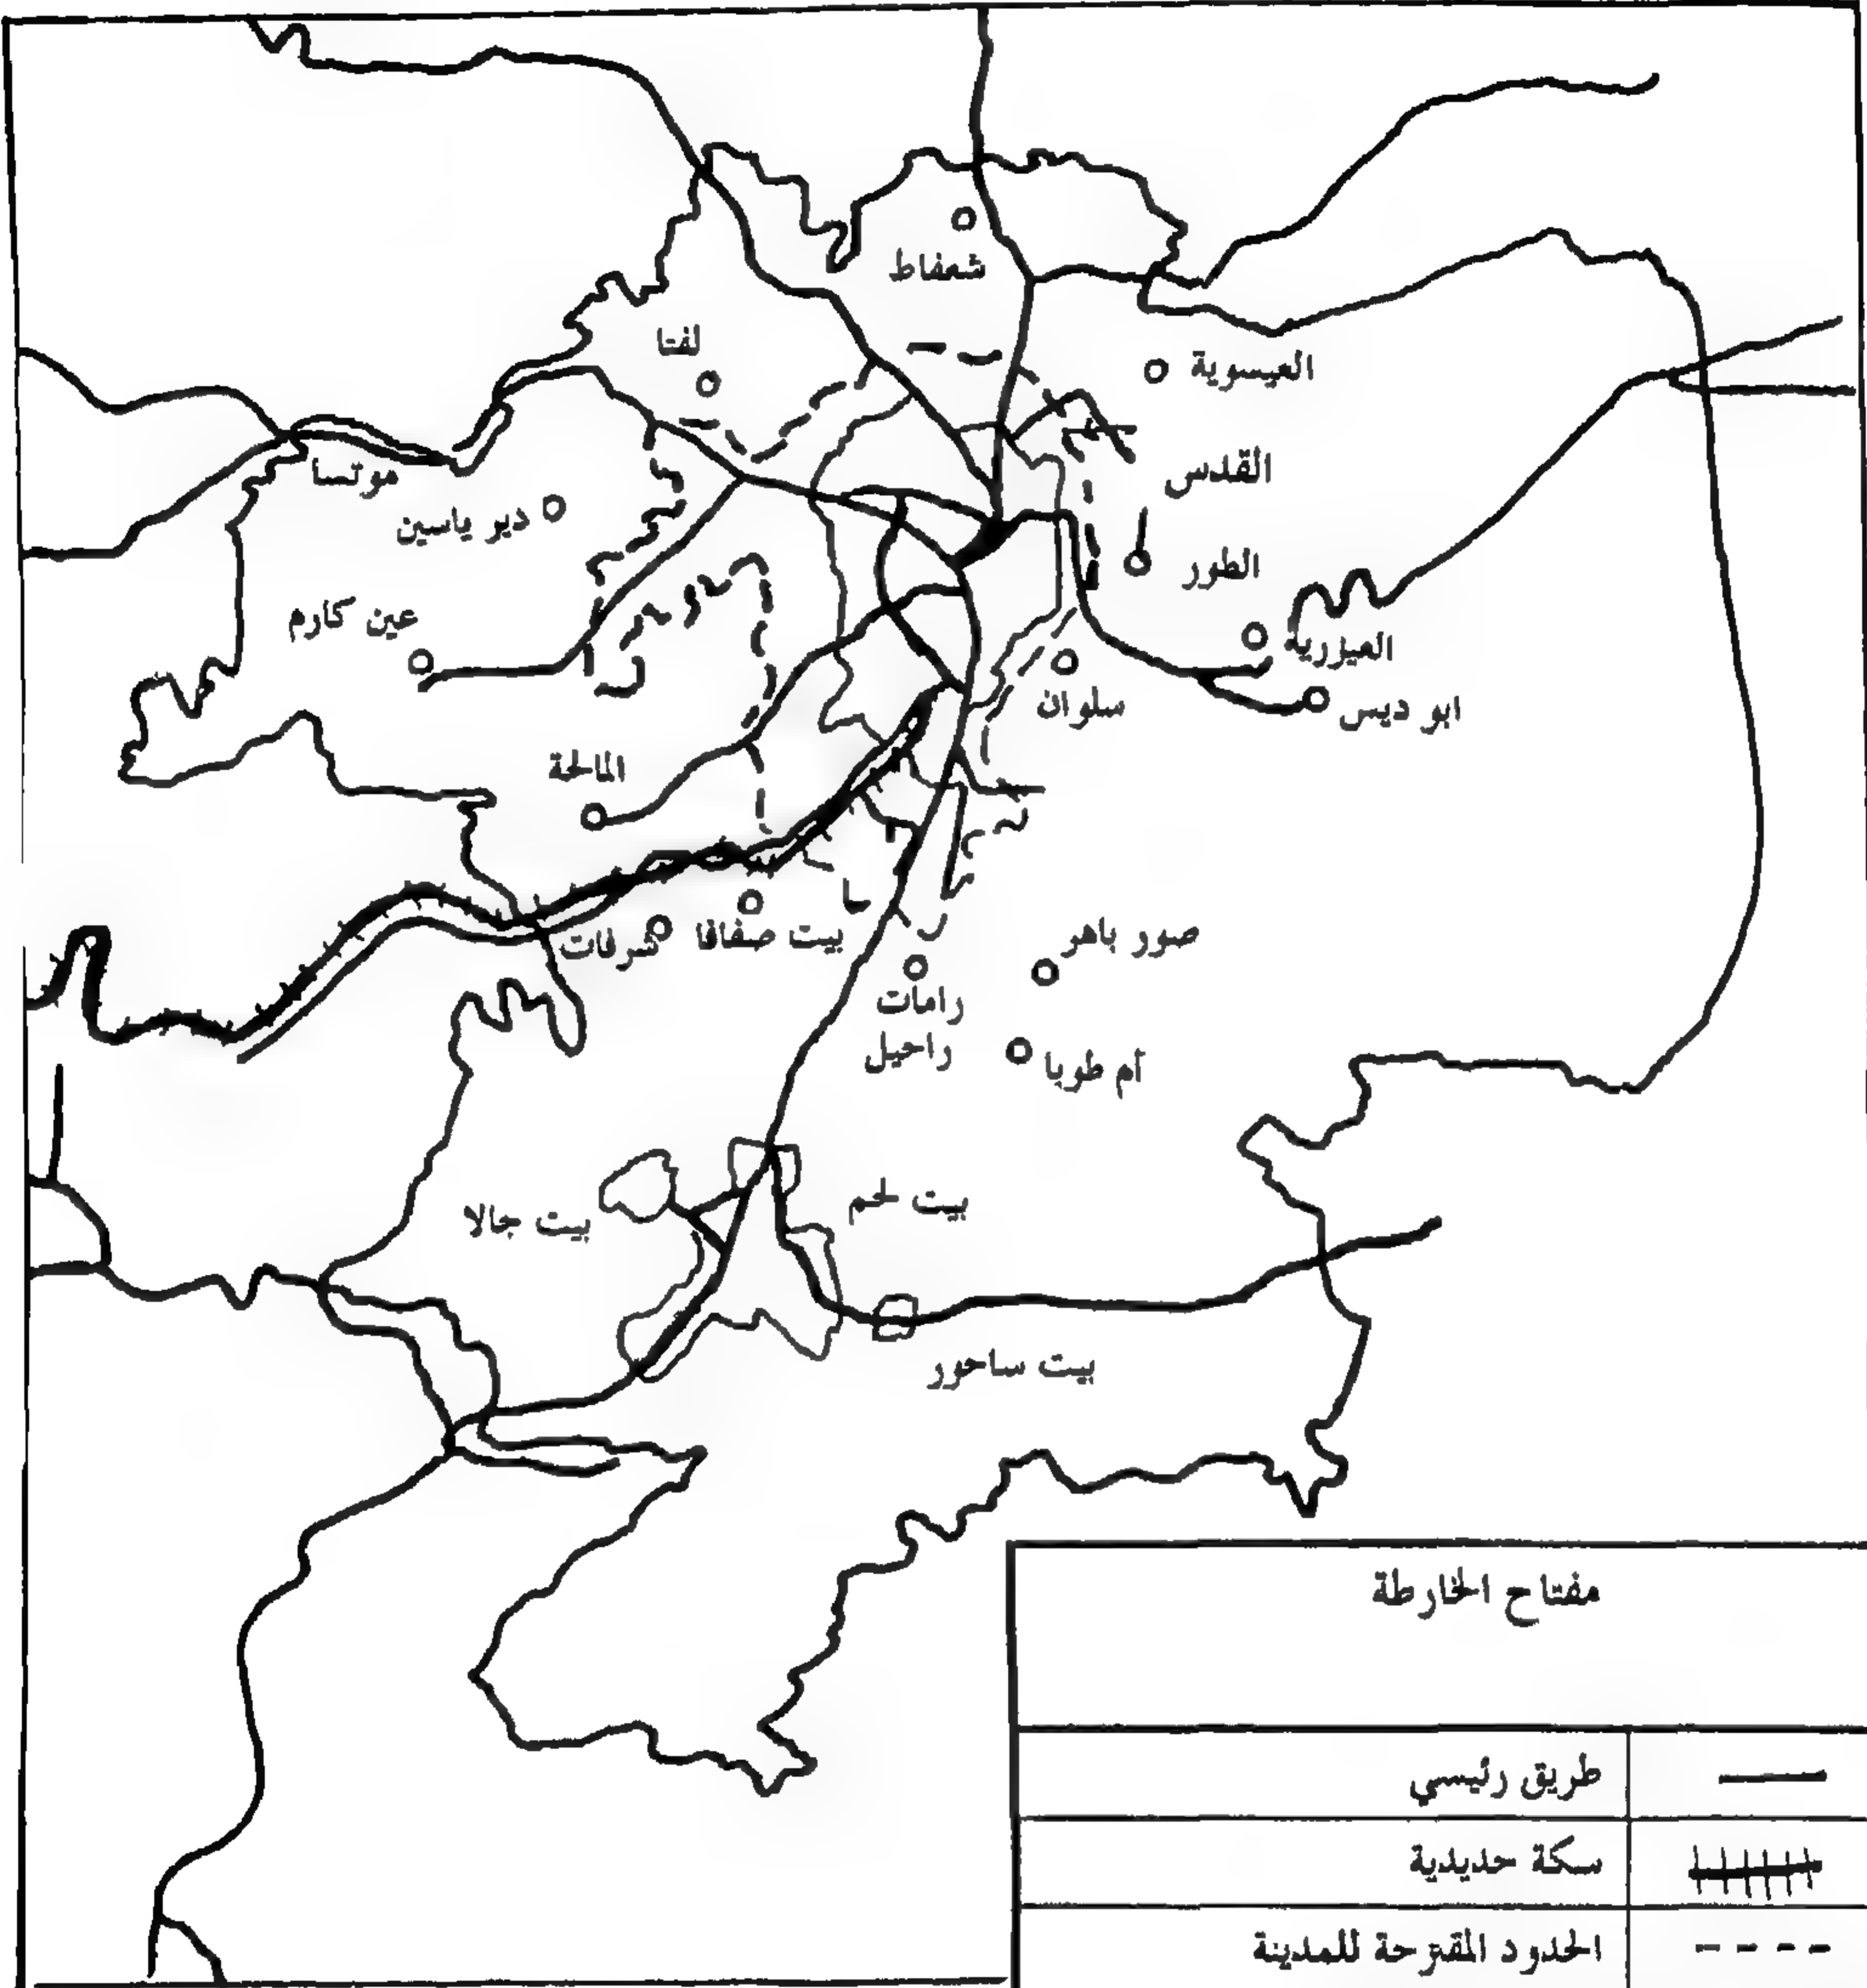 شعفاط
لفتا
العيسوية
القدس
موتسا
دير ياسين
الطور
عين كارم
العيزرية
سلوان
ابو ديس
المالحة
شرفات
بيت صفافا
صور باهر
رامات
راحيل
أم طوبا
بيت لحم
بيت جالا
بيت ساحور
مفتاح الخارطة
طريق رئيسي
سكة حديدية
الحدود المقترحة للمدينة